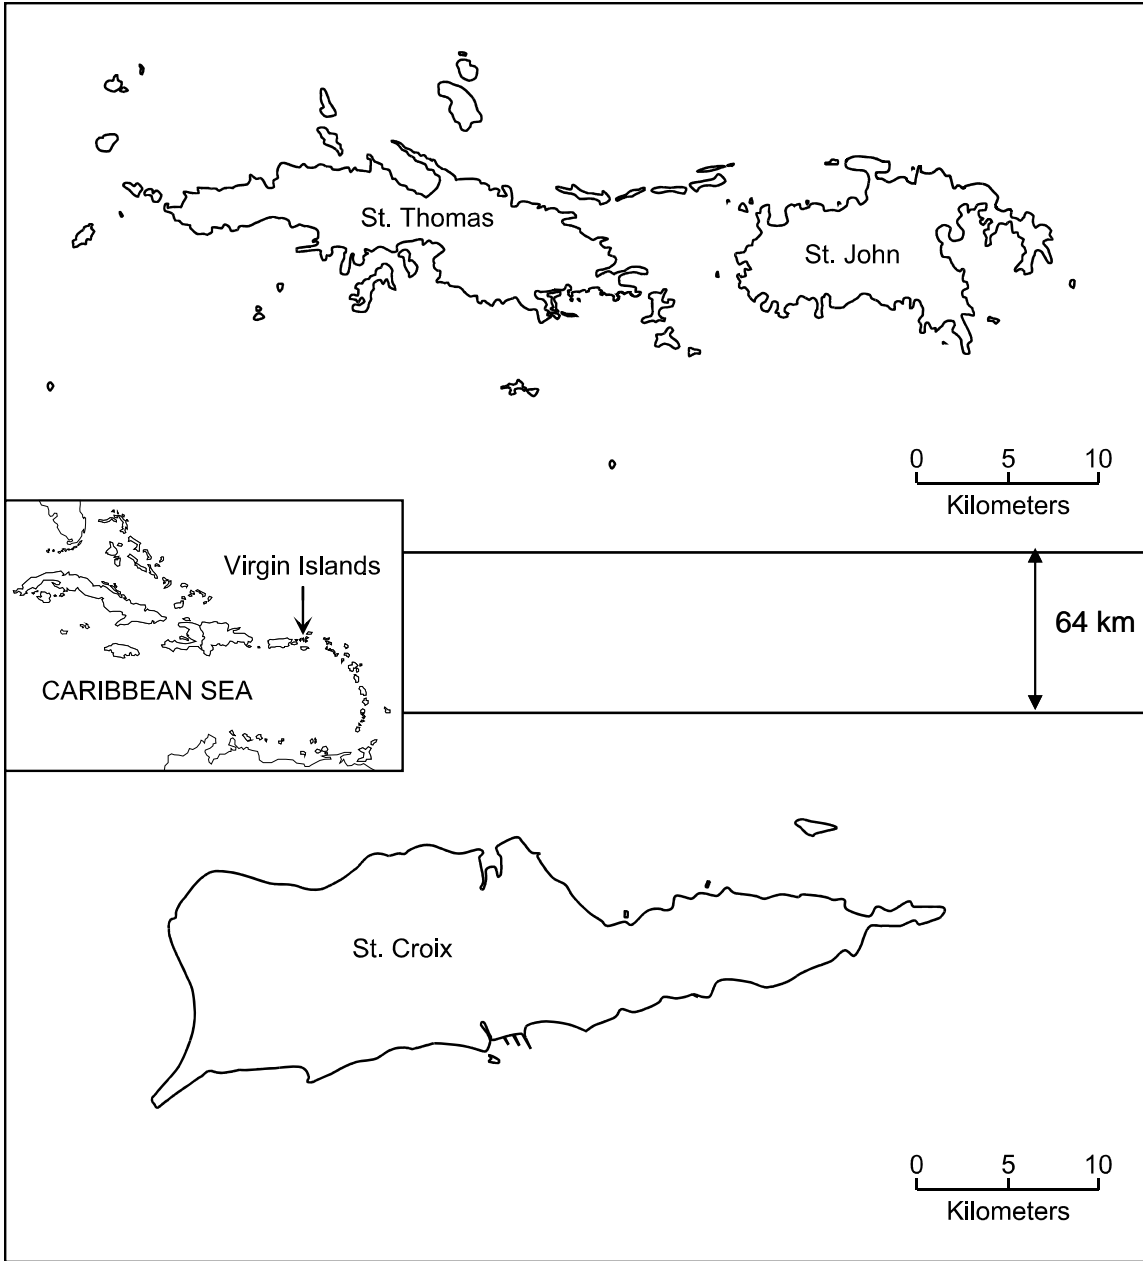 St. Thomas
St. John
0 5 10
Kilometers
Virgin Islands
CARIBBEAN SEA
64 km
St. Croix
0 5 10
Kilometers